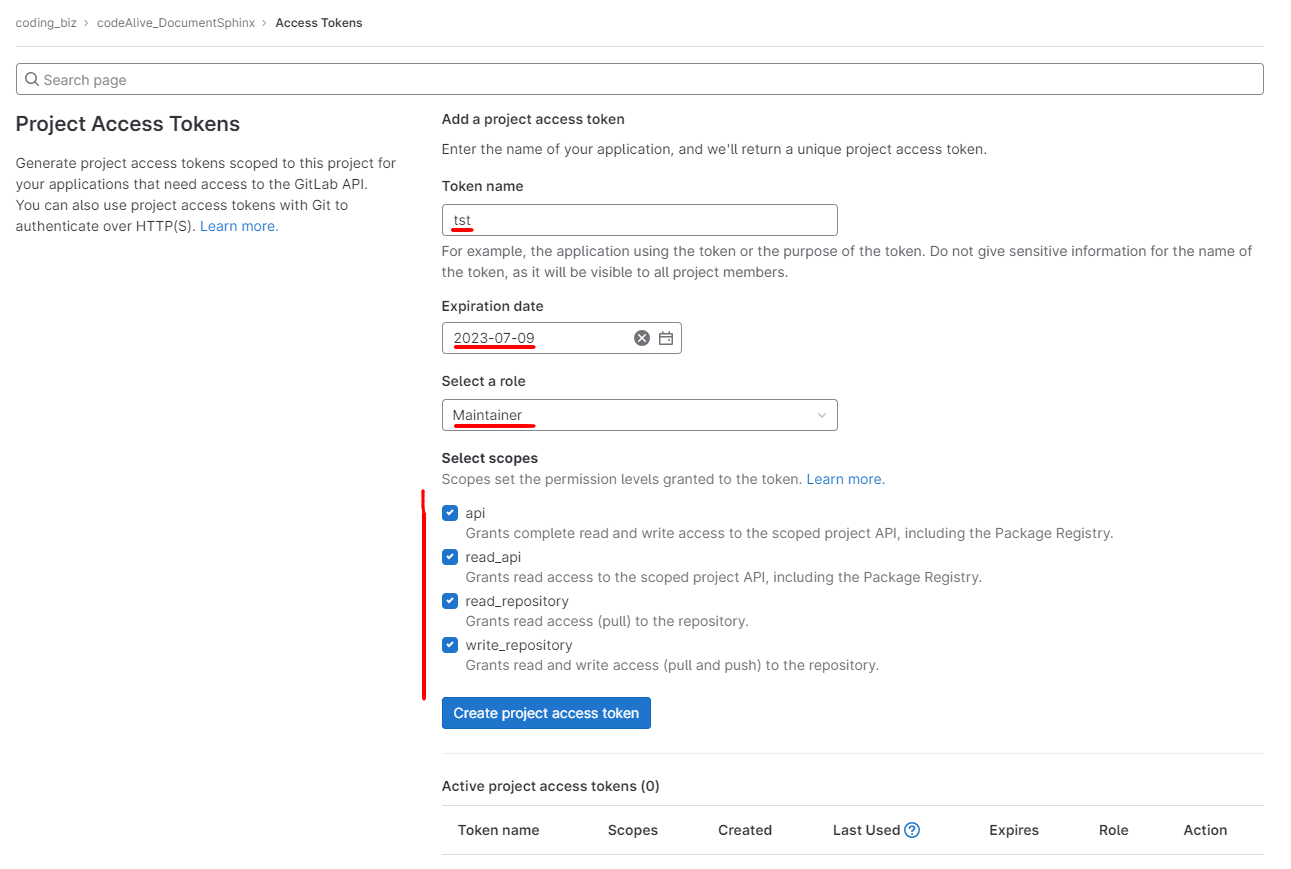 coding_biz › codeAlive_DocumentSphinx › Access Tokens
Search page
Project Access Tokens
Generate project access tokens scoped to this project for
your applications that need access to the GitLab API.
You can also use project access tokens with Git to
authenticate over HTTP(S). Learn more.
Add a project access token
Enter the name of your application, and we'll return a unique project access token.
Token name
tst
For example, the application using the token or the purpose of the token. Do not give sensitive information for the name of
the token, as it will be visible to all project members.
Expiration date
2023-07-09
Select a role
Maintainer
Select scopes
Scopes set the permission levels granted to the token. Learn more.
api
Grants complete read and write access to the scoped project API, including the Package Registry.
read_api
Grants read access to the scoped project API, including the Package Registry.
read_repository
Grants read access (pull) to the repository.
write_repository
Grants read and write access (pull and push) to the repository.
Create project access token
Active project access tokens (0)
Token name Scopes Created Last Used ? Expires Role Action